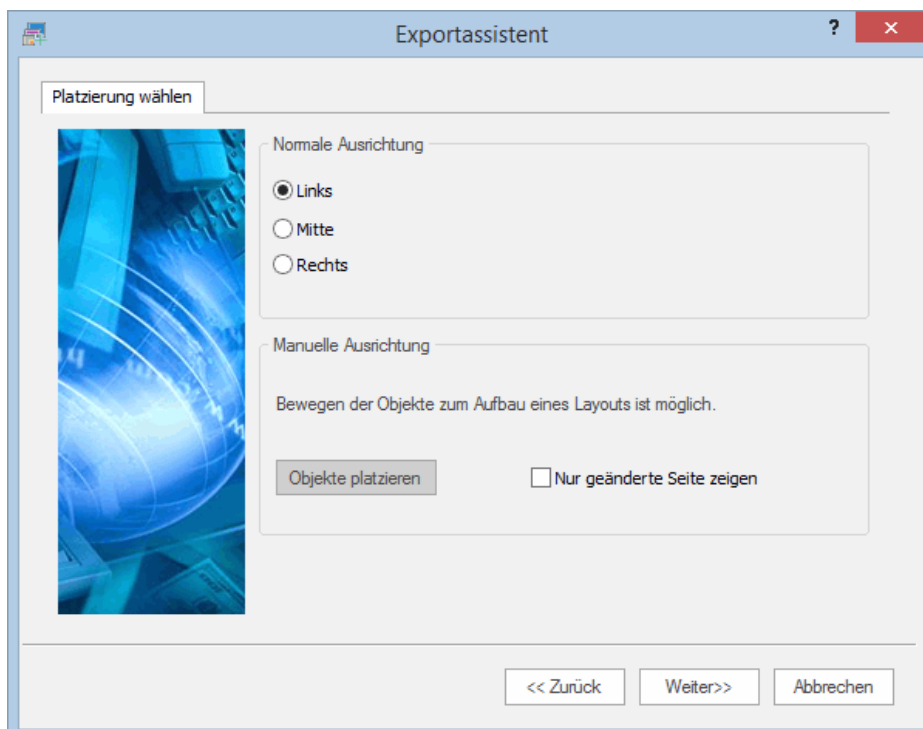 Exportassistent
?
Platzierung wählen
Normale Ausrichtung
Links
Mitte
Rechts
Manuelle Ausrichtung
Bewegen der Objekte zum Aufbau eines Layouts ist möglich.
Objekte platzieren
Nur geänderte Seite zeigen
<< Zurück
Weiter>>
Abbrechen